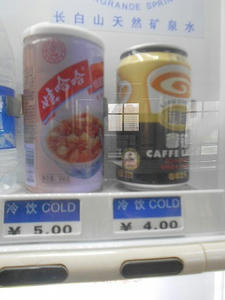 GRANDE SPRIN
长白山天然矿泉水
娃哈哈
CAFFE L
冷饮 COLD
冷饮 COLD
¥ 5.00
¥ 4.00